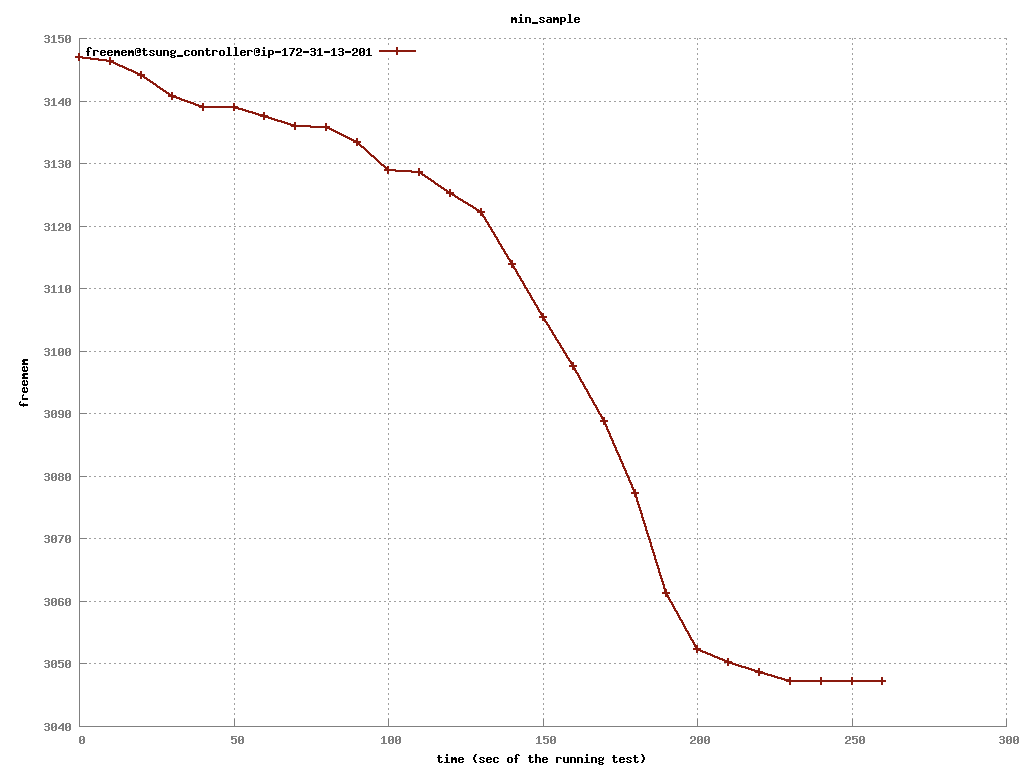 min_sample
freemem@tsung_controller@ip-172-31-13-201
3150
3140
3130
3120
3110
3100
3090
3080
3070
3060
3050
3040
freemem
0 50 100 150 200 250 300
time (sec of the running test)